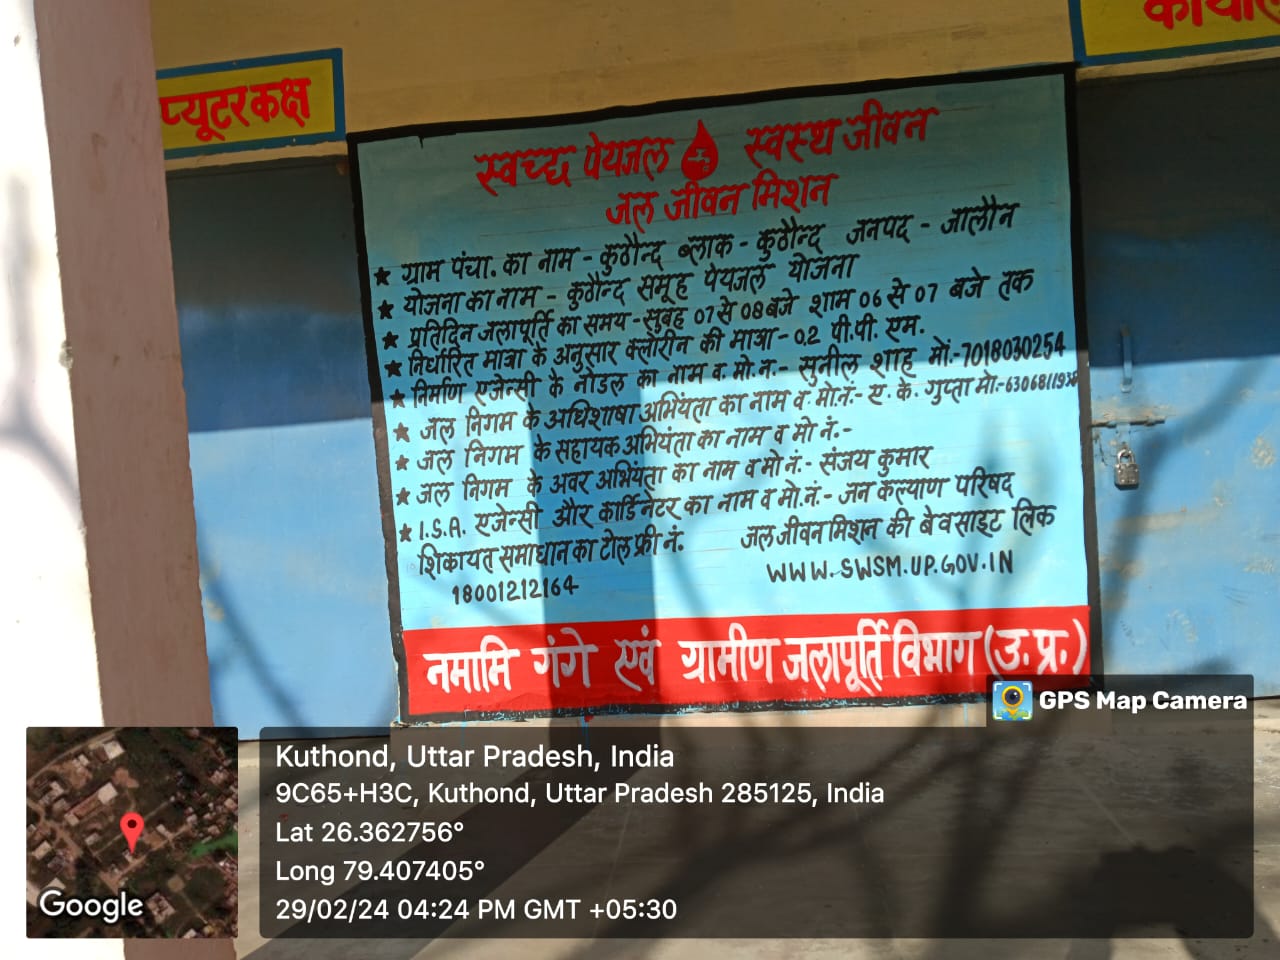 प्यूटरकक्ष
स्वच्छ पेयजल स्वस्थ जीवन
जल जीवन मिशन
★ ग्राम पंचा. का नाम - कुठौन्द ब्लाक - कुठौन्द जनपद - जालौन
★ योजना का नाम - कुठौन्द समूह पेयजल योजना
★ प्रतिदिन जलापूर्ति का समय - सुबह 07 से 08 बजे शाम 06 से 07 बजे तक
★ निर्धारित मात्रा के अनुसार क्लोरीन की मात्रा - 0.2 पी.पी. एम.
★ निर्माण एजेन्सी के नोडल का नाम व. मो.न.- सुनील शाह मो.-7018030254
★ जल निगम के अधिशाषा अभियंता का नाम व मो.नं.- ए. के. गुप्ता मो.-630681193
★ जल निगम के सहायक अभियंता का नाम व मो नं.-
★ जल निगम के अवर अभियंता का नाम व मो नं.- संजय कुमार
★ I.S.A. एजेन्सी और कार्डिनेटर का नाम व मो.नं.- जन कल्याण परिषद
शिकायत समाधान का टोल फ्री नं. जल जीवन मिशन की बेवसाइट लिंक
18001212164 WWW.SWSM.UP.GOV.IN
नमामि गंगे एवं ग्रामीण जलापूर्ति विभाग (उ.प्र.)
GPS Map Camera
Kuthond, Uttar Pradesh, India
9C65+H3C, Kuthond, Uttar Pradesh 285125, India
Lat 26.362756°
Long 79.407405°
29/02/24 04:24 PM GMT +05:30
Google